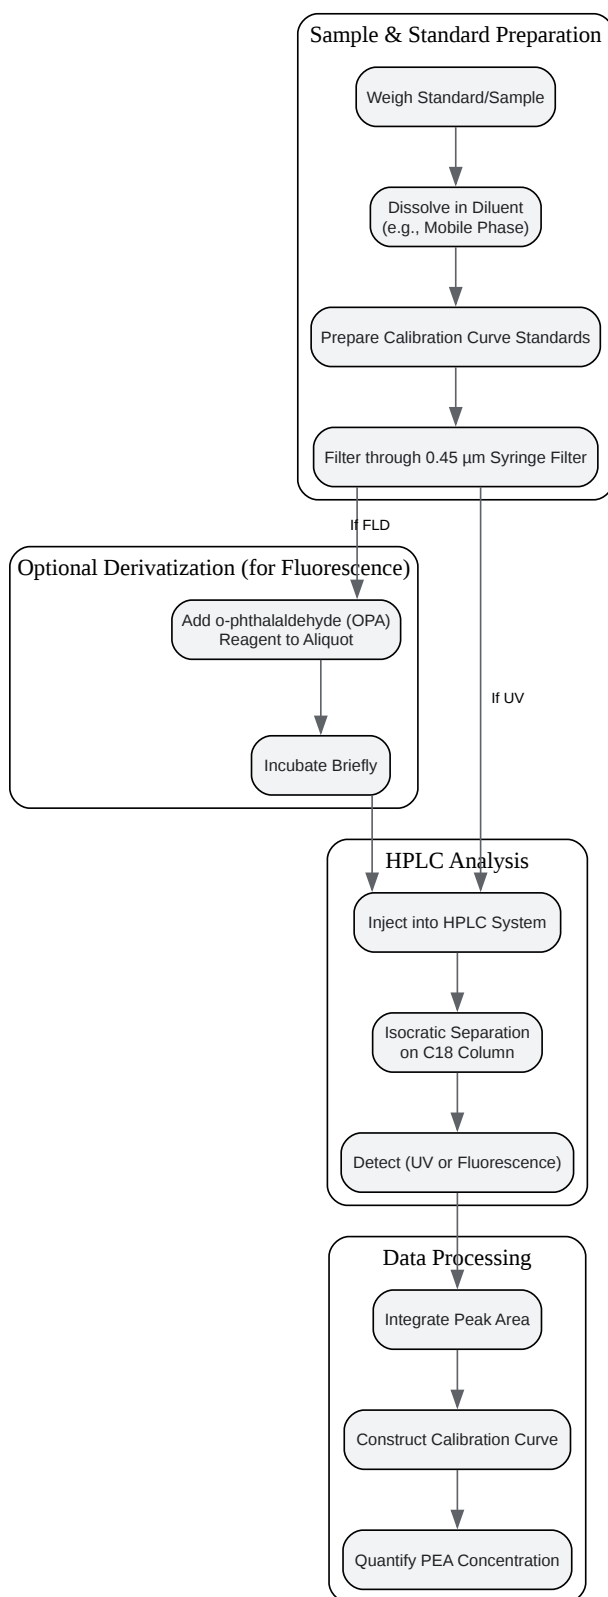 Sample & Standard Preparation
Weigh Standard/Sample
Dissolve in Diluent
(e.g., Mobile Phase)
Prepare Calibration Curve Standards
Filter through 0.45 µm Syringe Filter
If FLD
Optional Derivatization (for Fluorescence)
Add o-phthalaldehyde (OPA)
Reagent to Aliquot
If UV
Incubate Briefly
HPLC Analysis
Inject into HPLC System
Isocratic Separation
on C18 Column
Detect (UV or Fluorescence)
Data Processing
Integrate Peak Area
Construct Calibration Curve
Quantify PEA Concentration